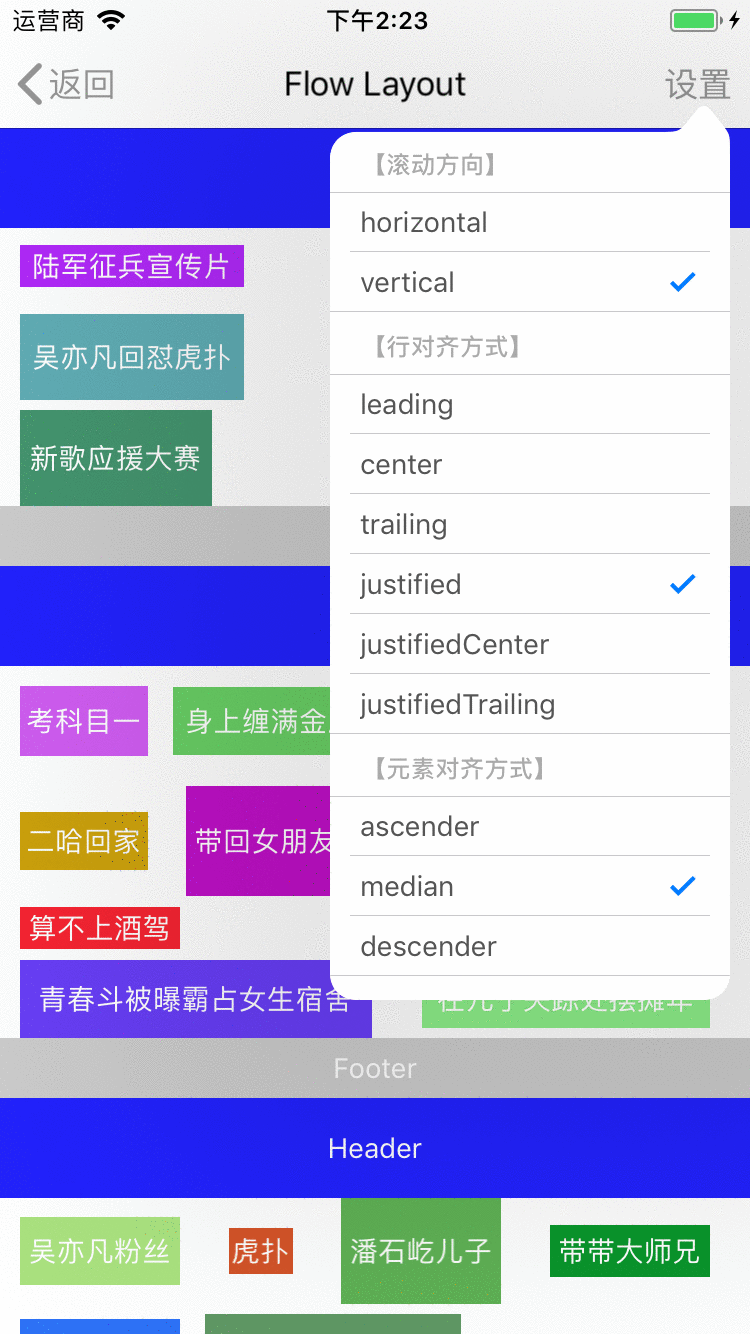 运营商 下午2:23
返回 Flow Layout 设置
【滚动方向】
horizontal
vertical
【行对齐方式】
leading
center
trailing
justified
justifiedCenter
justifiedTrailing
【元素对齐方式】
ascender
median
descender
陆军征兵宣传片
吴亦凡回怼虎扑
新歌应援大赛
考科目一 身上缠满金
二哈回家 带回女朋友
算不上酒驾
青春斗被曝霸占女生宿舍
Footer
Header
吴亦凡粉丝 虎扑 潘石屹儿子 带带大师兄